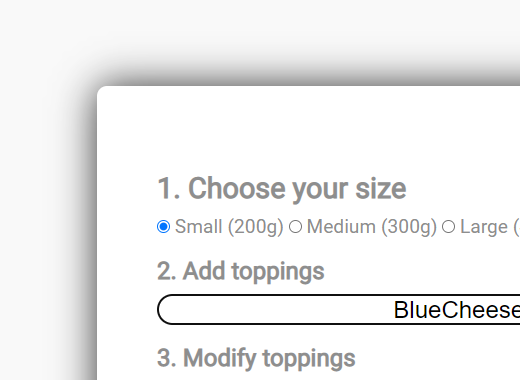 1. Choose your size
Small (200g) Medium (300g) Large (
2. Add toppings
BlueCheese
3. Modify toppings